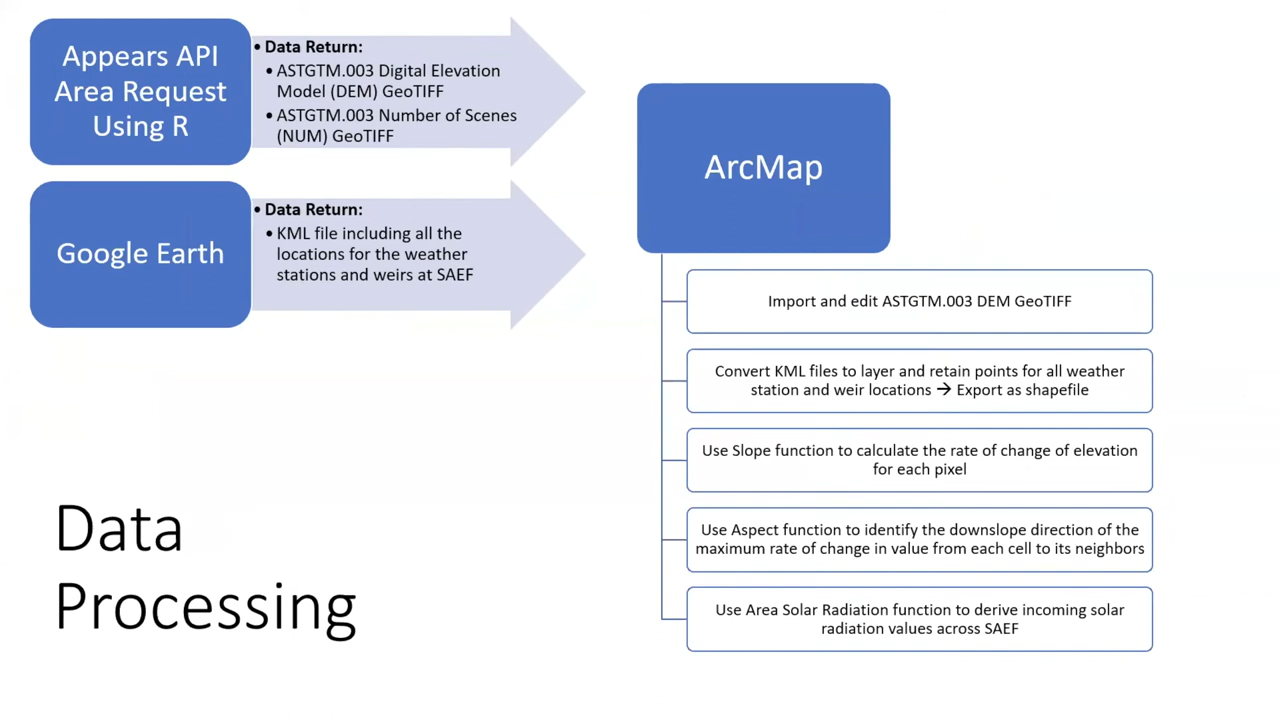 Appears API
Area Request
Using R
• Data Return:
• ASTGTM.003 Digital Elevation
Model (DEM) GeoTIFF
• ASTGTM.003 Number of Scenes
(NUM) GeoTIFF
Google Earth
• Data Return:
• KML file including all the
locations for the weather
stations and weirs at SAEF
ArcMap
Import and edit ASTGTM.003 DEM GeoTIFF
Convert KML files to layer and retain points for all weather
station and weir locations → Export as shapefile
Use Slope function to calculate the rate of change of elevation
for each pixel
Use Aspect function to identify the downslope direction of the
maximum rate of change in value from each cell to its neighbors
Use Area Solar Radiation function to derive incoming solar
radiation values across SAEF
Data
Processing